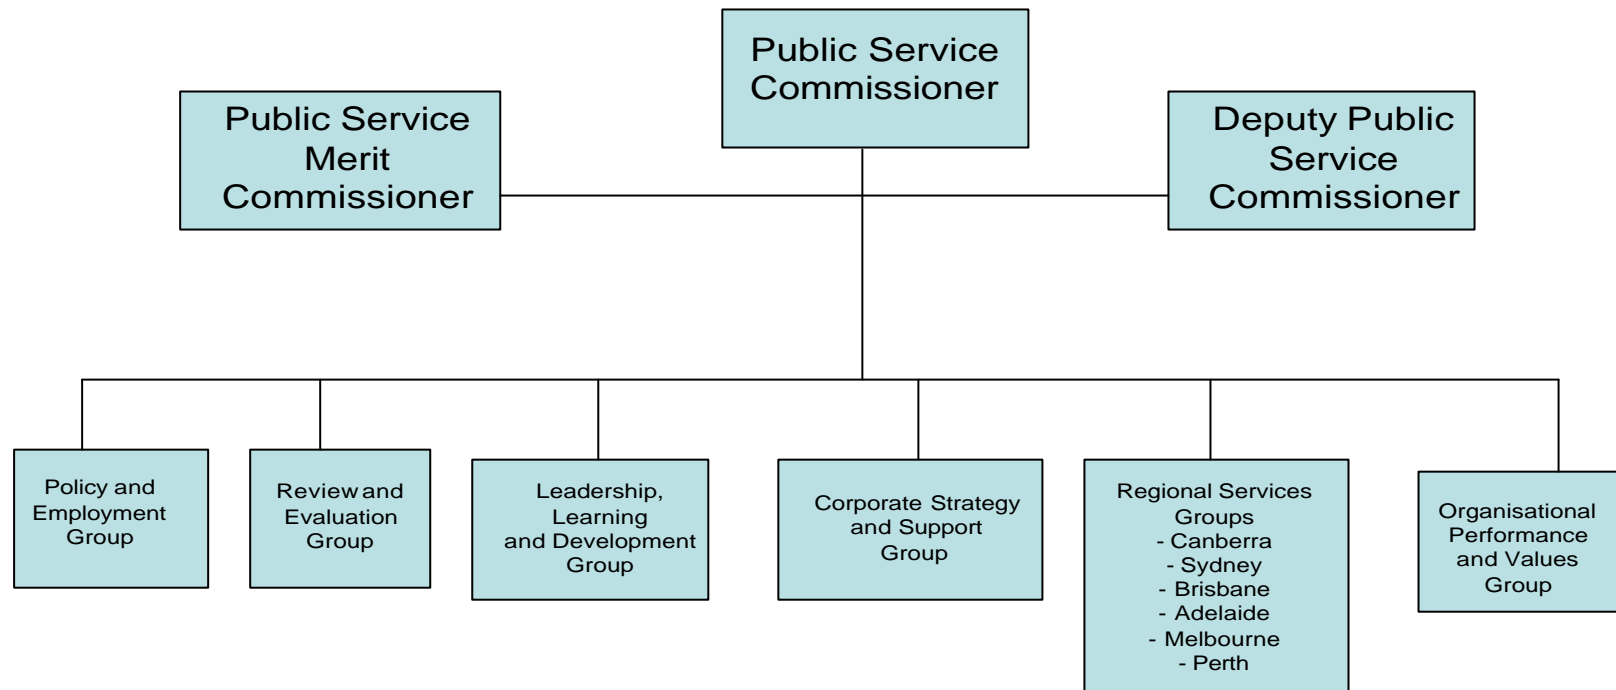 Public Service
Commissioner
Public Service
Merit
Commissioner
Deputy Public
Service
Commissioner
Policy and
Employment
Group
Review and
Evaluation
Group
Leadership,
Learning
and Development
Group
Corporate Strategy
and Support
Group
Regional Services
Groups
- Canberra
- Sydney
- Brisbane
- Adelaide
- Melbourne
- Perth
Organisational
Performance
and Values
Group